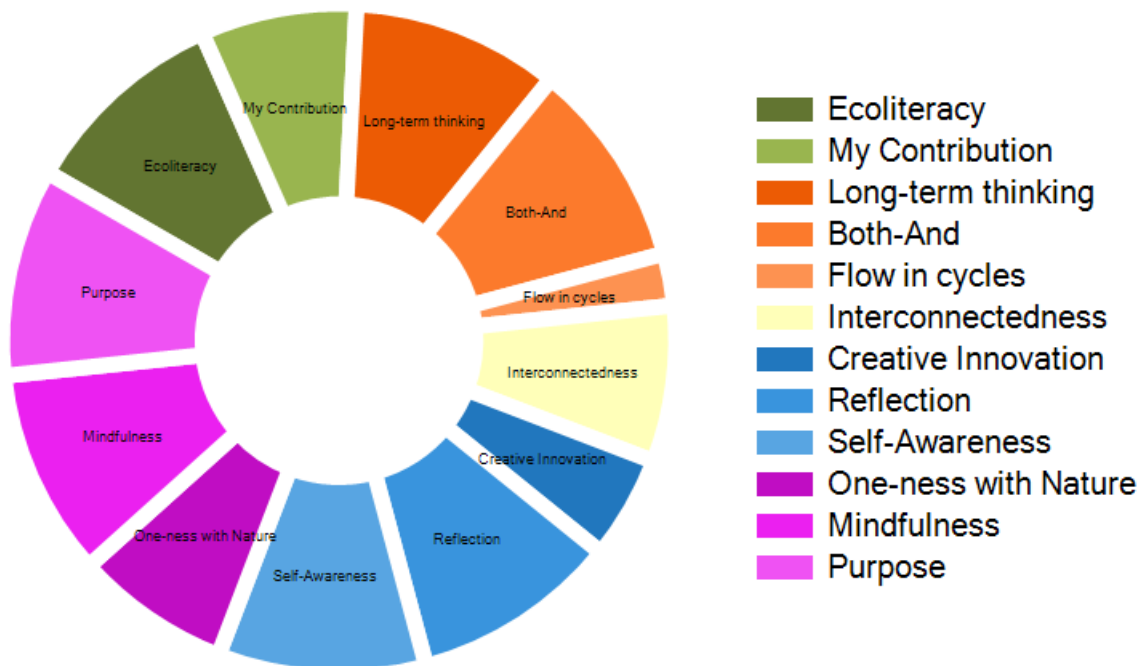 My Contribution
Long-term thinking
Ecoliteracy
Both-And
Purpose
Flow in cycles
Interconnectedness
Mindfulness
Creative Innovation
One-ness with Nature
Reflection
Self-Awareness
Ecoliteracy
My Contribution
Long-term thinking
Both-And
Flow in cycles
Interconnectedness
Creative Innovation
Reflection
Self-Awareness
One-ness with Nature
Mindfulness
Purpose